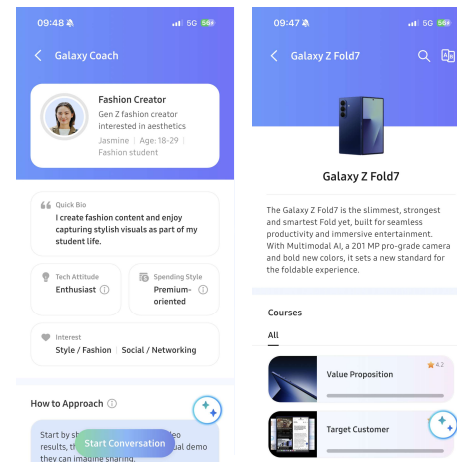 09:48
5G 56
Galaxy Coach
Fashion Creator
Gen Z fashion creator
interested in aesthetics
Jasmine | Age: 18-29 |
Fashion student
Quick Bio
I create fashion content and enjoy
capturing stylish visuals as part of my
student life.
Tech Attitude
Enthusiast
Spending Style
Premium-
oriented
Interest
Style / Fashion | Social / Networking
How to Approach
Start by sh
results, th
they can imagine sharing.
Start Conversation
ual demo
09:47
5G 56
Galaxy Z Fold7
Galaxy Z Fold7
The Galaxy Z Fold7 is the slimmest, strongest
and smartest Fold yet, built for seamless
productivity and immersive entertainment.
With Multimodal AI, a 201 MP pro-grade camera
and bold new colors, it sets a new standard for
the foldable experience.
Courses
All
Value Proposition
4.2
Target Customer